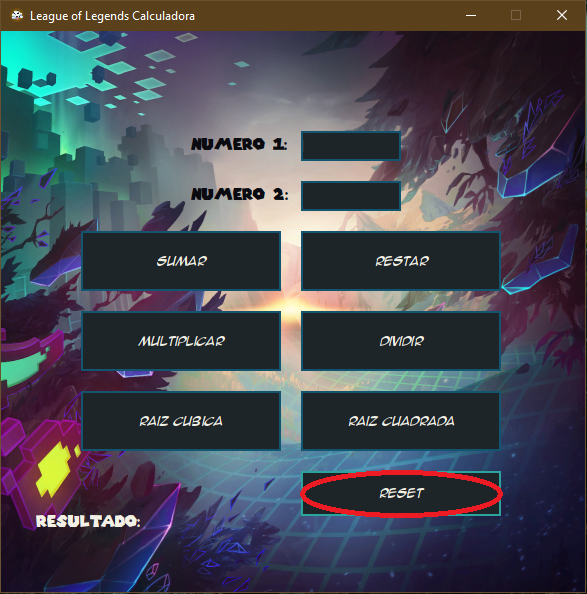 League of Legends Calculadora
NUMERO 1:
NUMERO 2:
SUMAR
RESTAR
MULTIPLICAR
DIVIDIR
RAIZ CUBICA
RAIZ CUADRADA
RESET
RESULTADO: